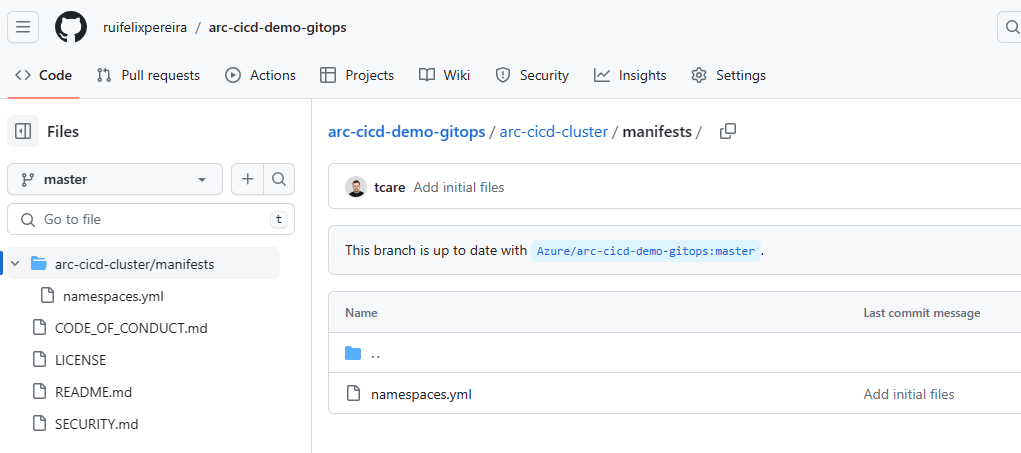 ruifelixpereira / arc-cicd-demo-gitops
Code Pull requests Actions Projects Wiki Security Insights Settings
Files
master
Go to file t
arc-cicd-cluster/manifests
namespaces.yml
CODE_OF_CONDUCT.md
LICENSE
README.md
SECURITY.md
arc-cicd-demo-gitops / arc-cicd-cluster / manifests /
tcare Add initial files
This branch is up to date with Azure/arc-cicd-demo-gitops:master .
Name Last commit message
..
namespaces.yml Add initial files